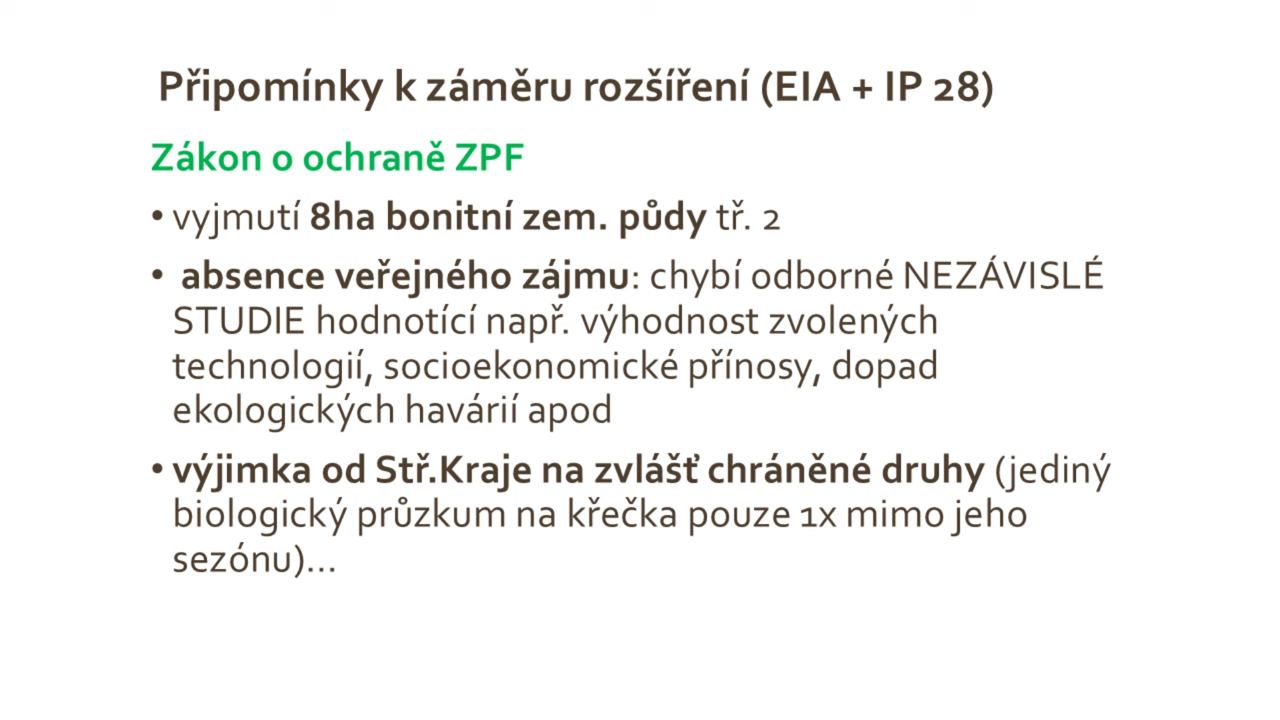 Připomínky k záměru rozšíření (EIA + IP 28)
Zákon o ochraně ZPF
• vyjmutí 8ha bonitní zem. půdy tř. 2
• absence veřejného zájmu: chybí odborné NEZÁVISLÉ
STUDIE hodnotící např. výhodnost zvolených
technologií, socioekonomické přínosy, dopad
ekologických havárií apod
• výjimka od Stř.Kraje na zvlášť chráněné druhy (jediný
biologický průzkum na křečka pouze 1x mimo jeho
sezónu)...